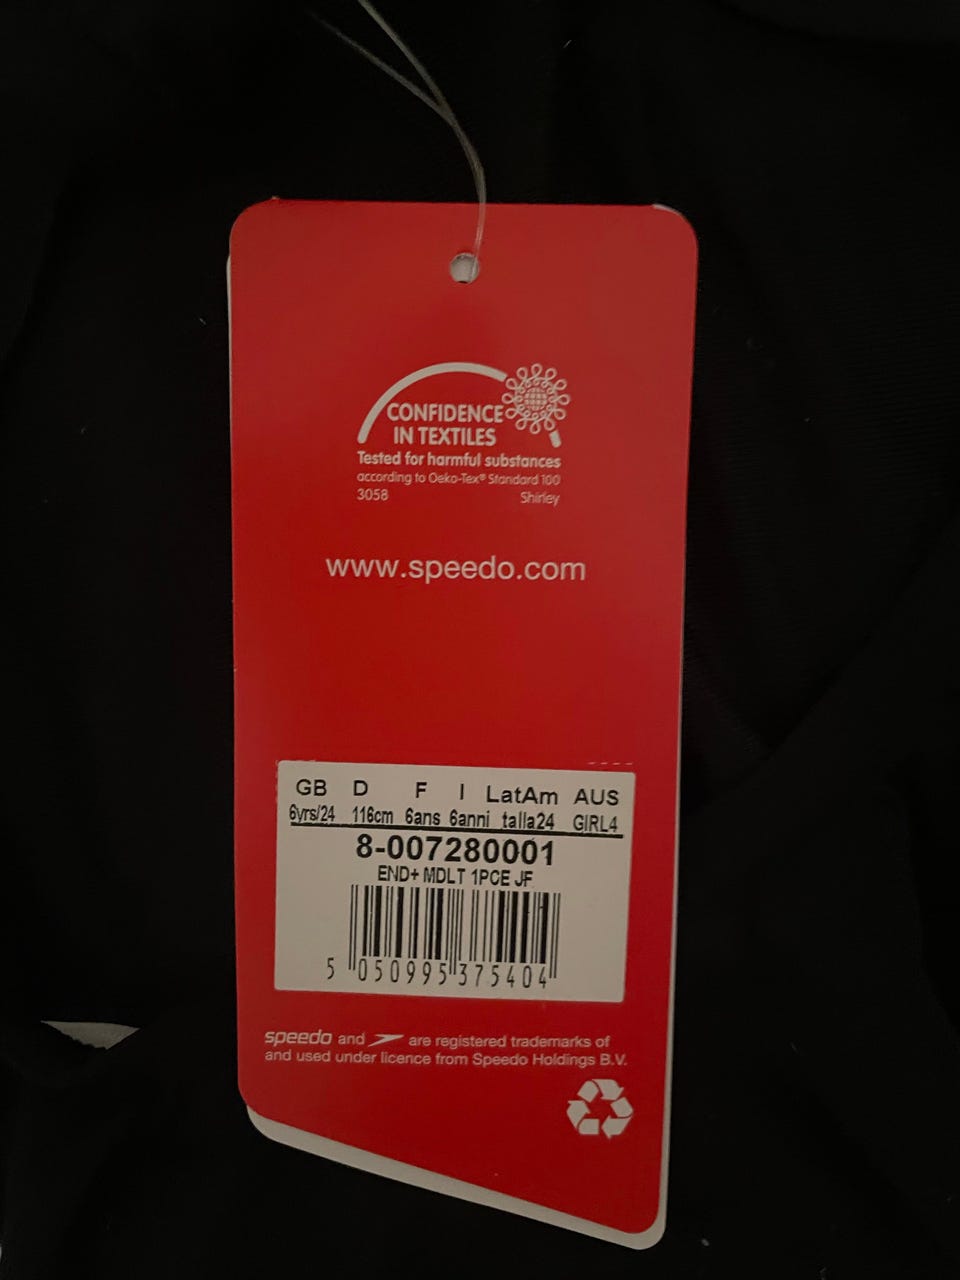 CONFIDENCE
IN TEXTILES
Tested for harmful substances
according to Oeko-Tex® Standard 100
3058 Shirley
www.speedo.com
GB D F I LatAm AUS
6yrs/24 116cm 6ans 6anni talla24 GIRL4
8-007280001
END+ MDLT 1PCE JF
5 050995 375404
speedo and are registered trademarks of
and used under licence from Speedo Holdings B.V.